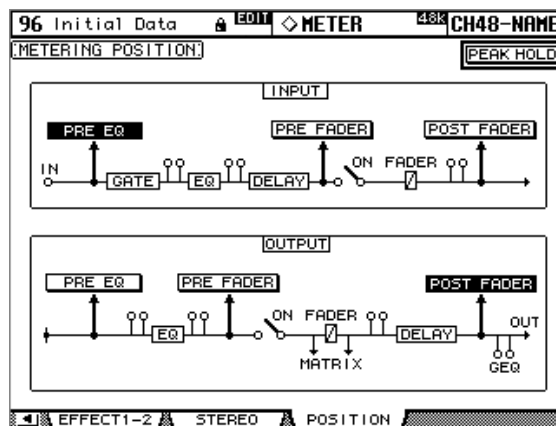 96 Initial Data EDIT ◇METER 48K CH48-NAME
METERING POSITION PEAK HOLD
INPUT
PRE EQ PRE FADER POST FADER
IN GATE EQ DELAY ON FADER
OUTPUT
PRE EQ PRE FADER POST FADER
EQ ON FADER DELAY OUT
MATRIX GEQ
EFFECT1-2 STEREO POSITION